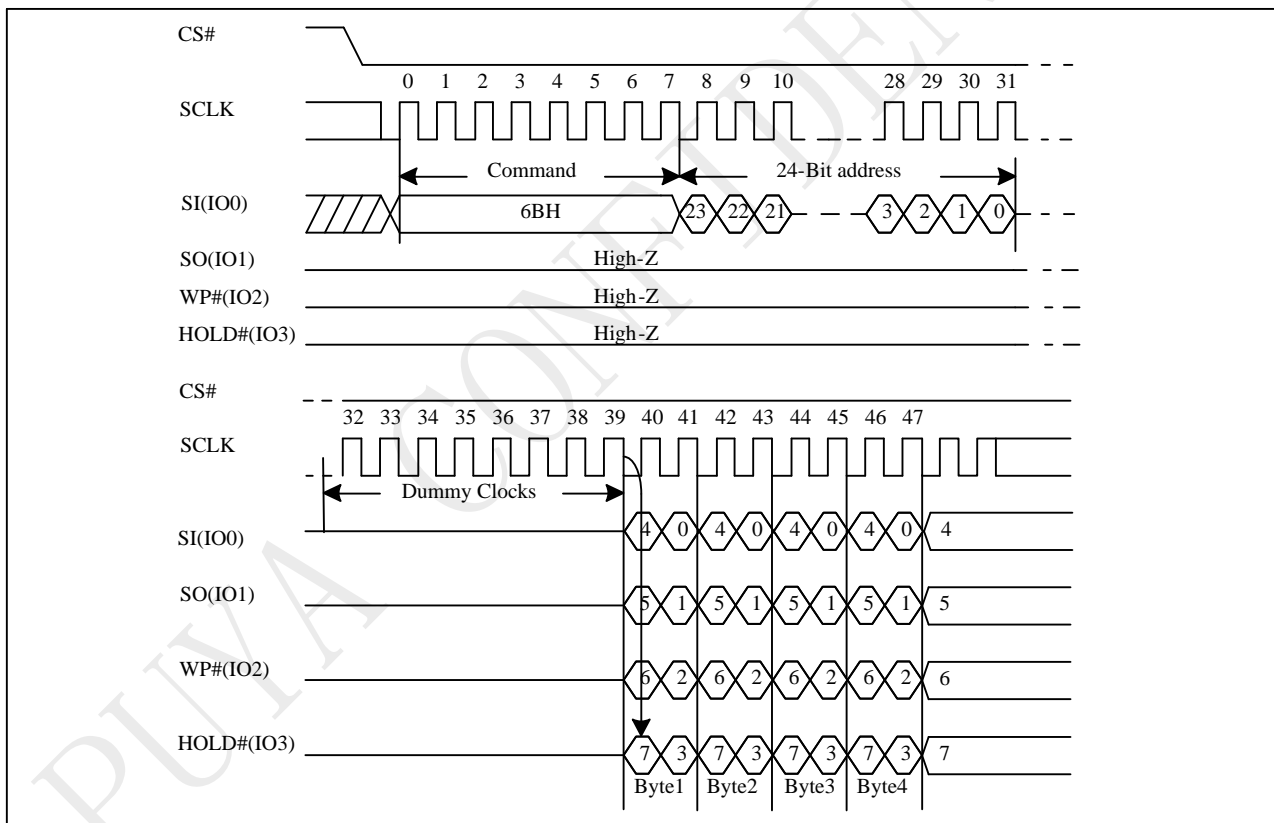 CS#
0 1 2 3 4 5 6 7 8 9 10 28 29 30 31
SCLK
Command 24-Bit address
SI(IO0) 6BH 23 22 21 3 2 1 0
SO(IO1) High-Z
WP#(IO2) High-Z
HOLD#(IO3) High-Z
CS#
32 33 34 35 36 37 38 39 40 41 42 43 44 45 46 47
SCLK
Dummy Clocks
SI(IO0) 4 0 4 0 4 0 4 0 4
SO(IO1) 5 1 5 1 5 1 5 1 5
WP#(IO2) 6 2 6 2 6 2 6 2 6
HOLD#(IO3) 7 3 7 3 7 3 7 3 7
Byte1 Byte2 Byte3 Byte4
PUYA CONFIDEN